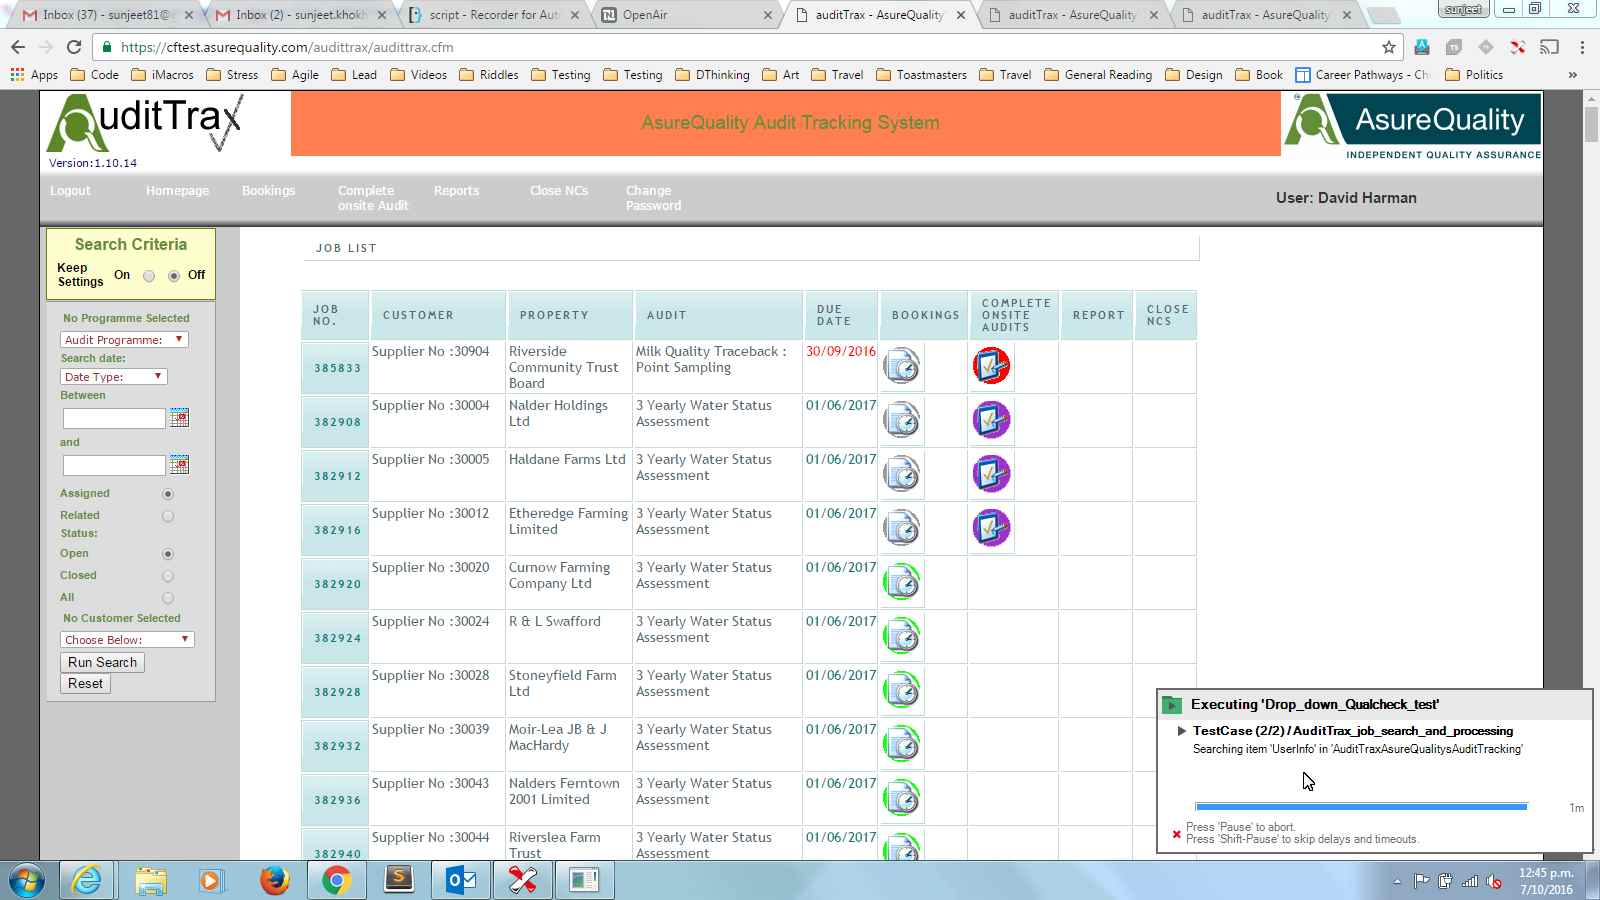 Inbox (37) - sunjeet81@
Inbox (2) - sunjeet.khokh
script - Recorder for Aut
OpenAir
auditTrax - AsureQuality
auditTrax - AsureQuality
auditTrax - AsureQuality
sunjeet
https://cftest.asurequality.com/audittrax/audittrax.cfm
Apps
Code
iMacros
Stress
Agile
Lead
Videos
Riddles
Testing
Testing
DThinking
Art
Travel
Toastmasters
Travel
General Reading
Design
Book
Career Pathways - Ch
Politics
»
AuditTrax
Version:1.10.14
AsureQuality Audit Tracking System
AsureQuality
INDEPENDENT QUALITY ASSURANCE
Logout
Homepage
Bookings
Complete
onsite Audit
Reports
Close NCs
Change
Password
User: David Harman
Search Criteria
Keep
Settings
On
Off
No Programme Selected
Audit Programme:
Search date:
Date Type:
Between
and
Assigned
Related
Status:
Open
Closed
All
No Customer Selected
Choose Below:
Run Search
Reset
JOB LIST
JOB
NO.
CUSTOMER
PROPERTY
AUDIT
DUE
DATE
BOOKINGS
COMPLETE
ONSITE
AUDITS
REPORT
CLOSE
NCS
385833
Supplier No :30904
Riverside
Community Trust
Board
Milk Quality Traceback :
Point Sampling
30/09/2016
382908
Supplier No :30004
Nalder Holdings
Ltd
3 Yearly Water Status
Assessment
01/06/2017
382912
Supplier No :30005
Haldane Farms Ltd
3 Yearly Water Status
Assessment
01/06/2017
382916
Supplier No :30012
Etheredge Farming
Limited
3 Yearly Water Status
Assessment
01/06/2017
382920
Supplier No :30020
Curnow Farming
Company Ltd
3 Yearly Water Status
Assessment
01/06/2017
382924
Supplier No :30024
R & L Swafford
3 Yearly Water Status
Assessment
01/06/2017
382928
Supplier No :30028
Stoneyfield Farm
Ltd
3 Yearly Water Status
Assessment
01/06/2017
382932
Supplier No :30039
Moir-Lea JB & J
MacHardy
3 Yearly Water Status
Assessment
01/06/2017
382936
Supplier No :30043
Nalders Ferntown
2001 Limited
3 Yearly Water Status
Assessment
01/06/2017
382940
Supplier No :30044
Riverslea Farm
Trust
3 Yearly Water Status
Assessment
01/06/2017
Executing 'Drop_down_Qualcheck_test'
TestCase (2/2) / AuditTrax_job_search_and_processing
Searching item 'UserInfo' in 'AuditTraxAsureQualitysAuditTracking'
1m
Press 'Pause' to abort.
Press 'Shift-Pause' to skip delays and timeouts.
12:45 p.m.
7/10/2016